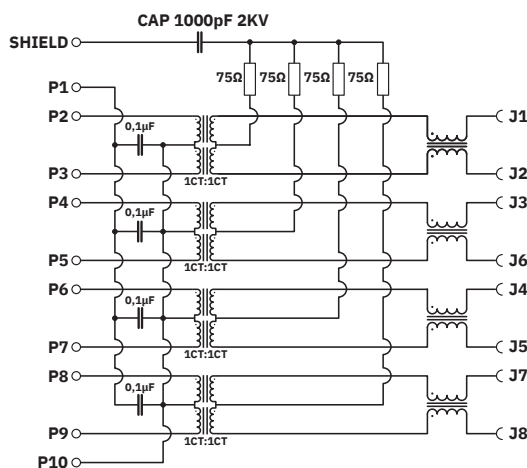 CAP 1000pF 2KV
SHIELD
75Ω 75Ω 75Ω 75Ω
P1
P2 J1
0,1µF
P3 J2
1CT:1CT
P4 J3
0,1µF
P5 J6
1CT:1CT
P6 J4
0,1µF
P7 J5
1CT:1CT
P8 J7
0,1µF
P9 J8
1CT:1CT
P10